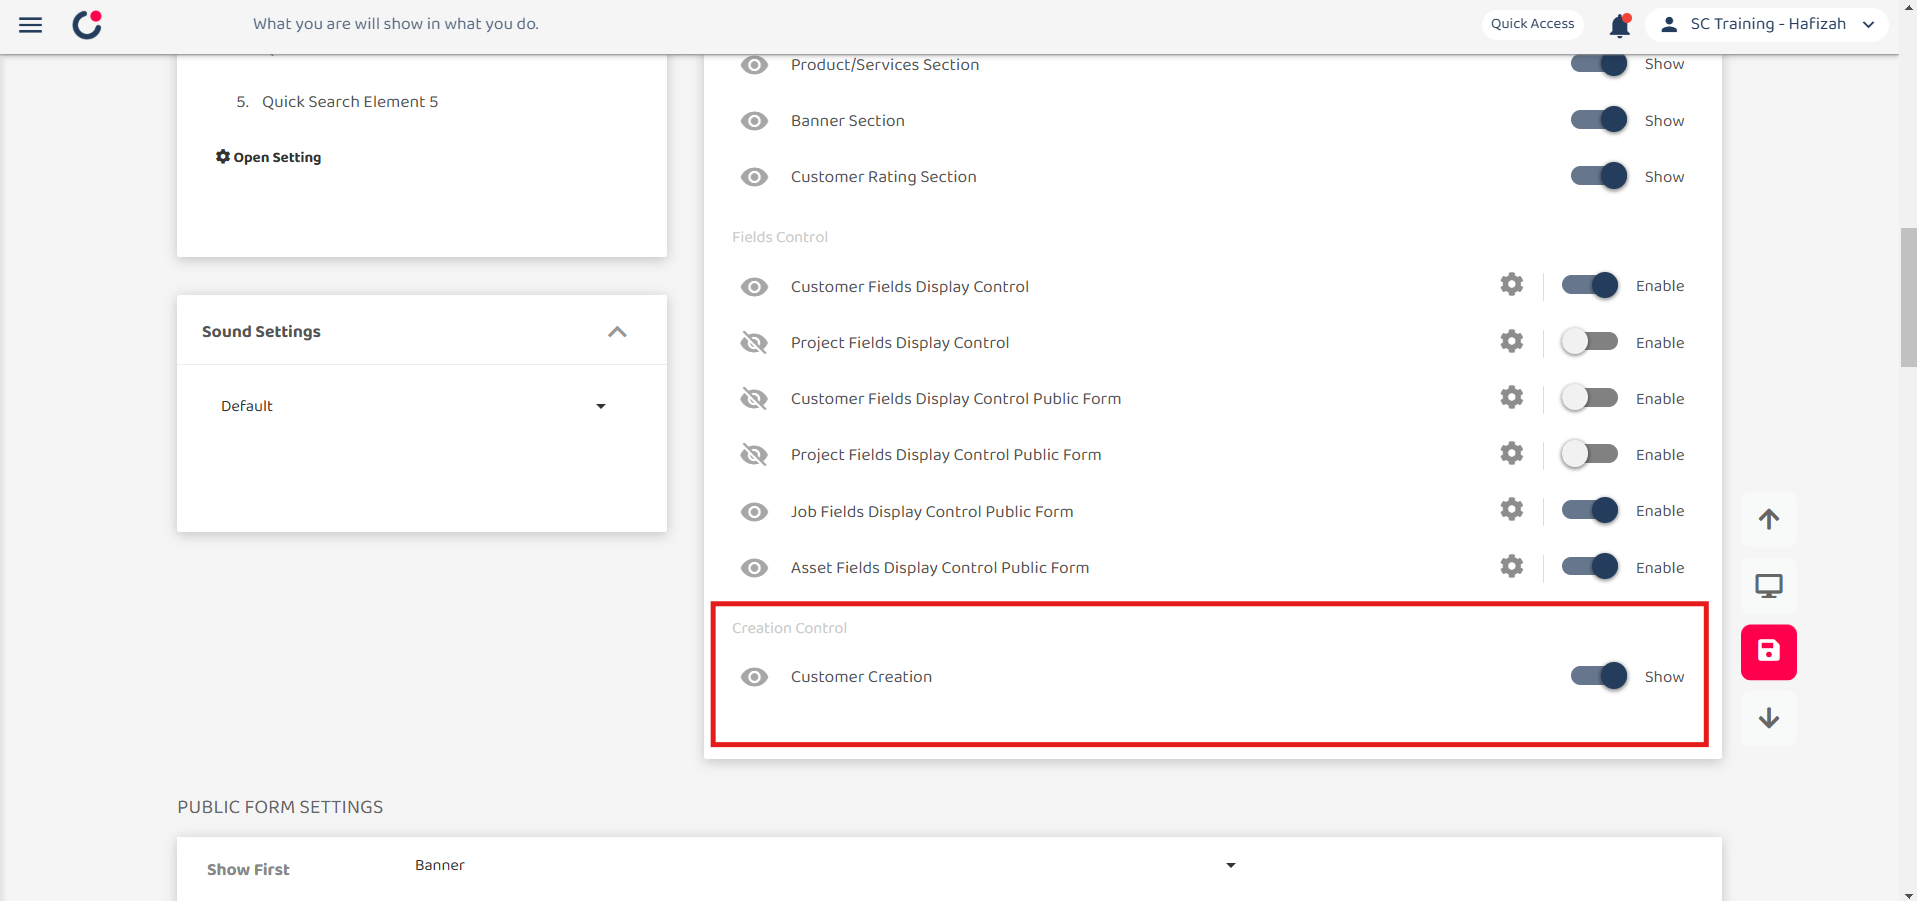 What you are will show in what you do.
Quick Access
SC Training - Hafizah
5. Quick Search Element 5
Open Setting
Sound Settings
Default
Product/Services Section
Show
Banner Section
Show
Customer Rating Section
Show
Fields Control
Customer Fields Display Control
Enable
Project Fields Display Control
Enable
Customer Fields Display Control Public Form
Enable
Project Fields Display Control Public Form
Enable
Job Fields Display Control Public Form
Enable
Asset Fields Display Control Public Form
Enable
Creation Control
Customer Creation
Show
PUBLIC FORM SETTINGS
Show First
Banner